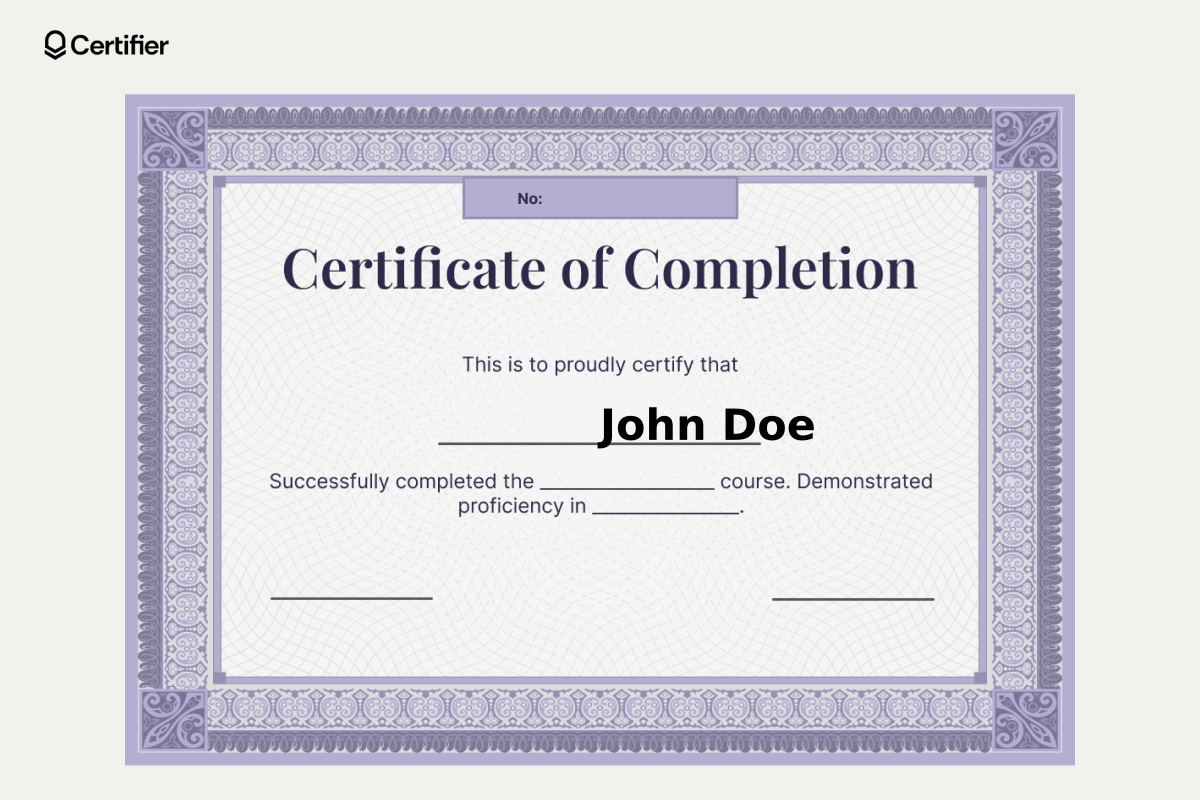 Certifier
No:
Certificate of Completion
This is to proudly certify that
John Doe
Successfully completed the ________________ course. Demonstrated
proficiency in ______________.